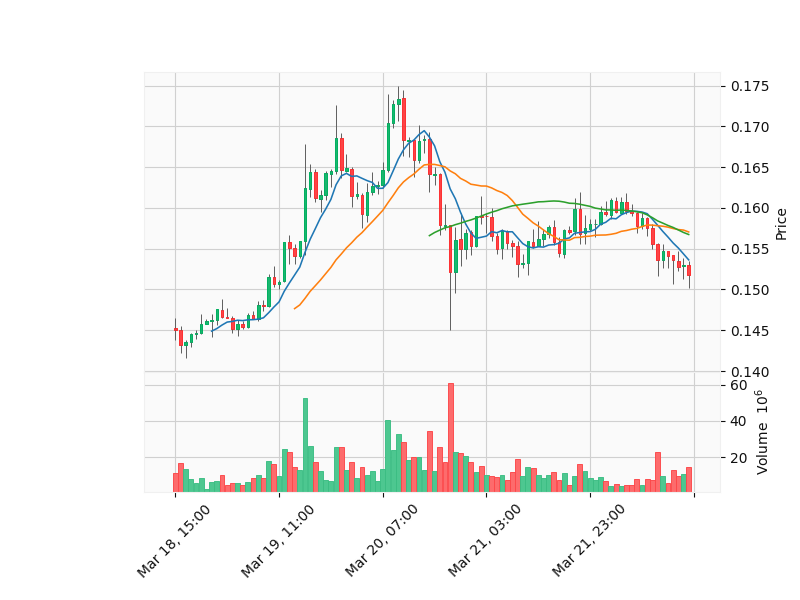 0.175
0.170
0.165
0.160
0.155
0.150
0.145
0.140
Price
60
40
20
Volume 10^6
Mar 18, 15:00
Mar 19, 11:00
Mar 20, 07:00
Mar 21, 03:00
Mar 21, 23:00